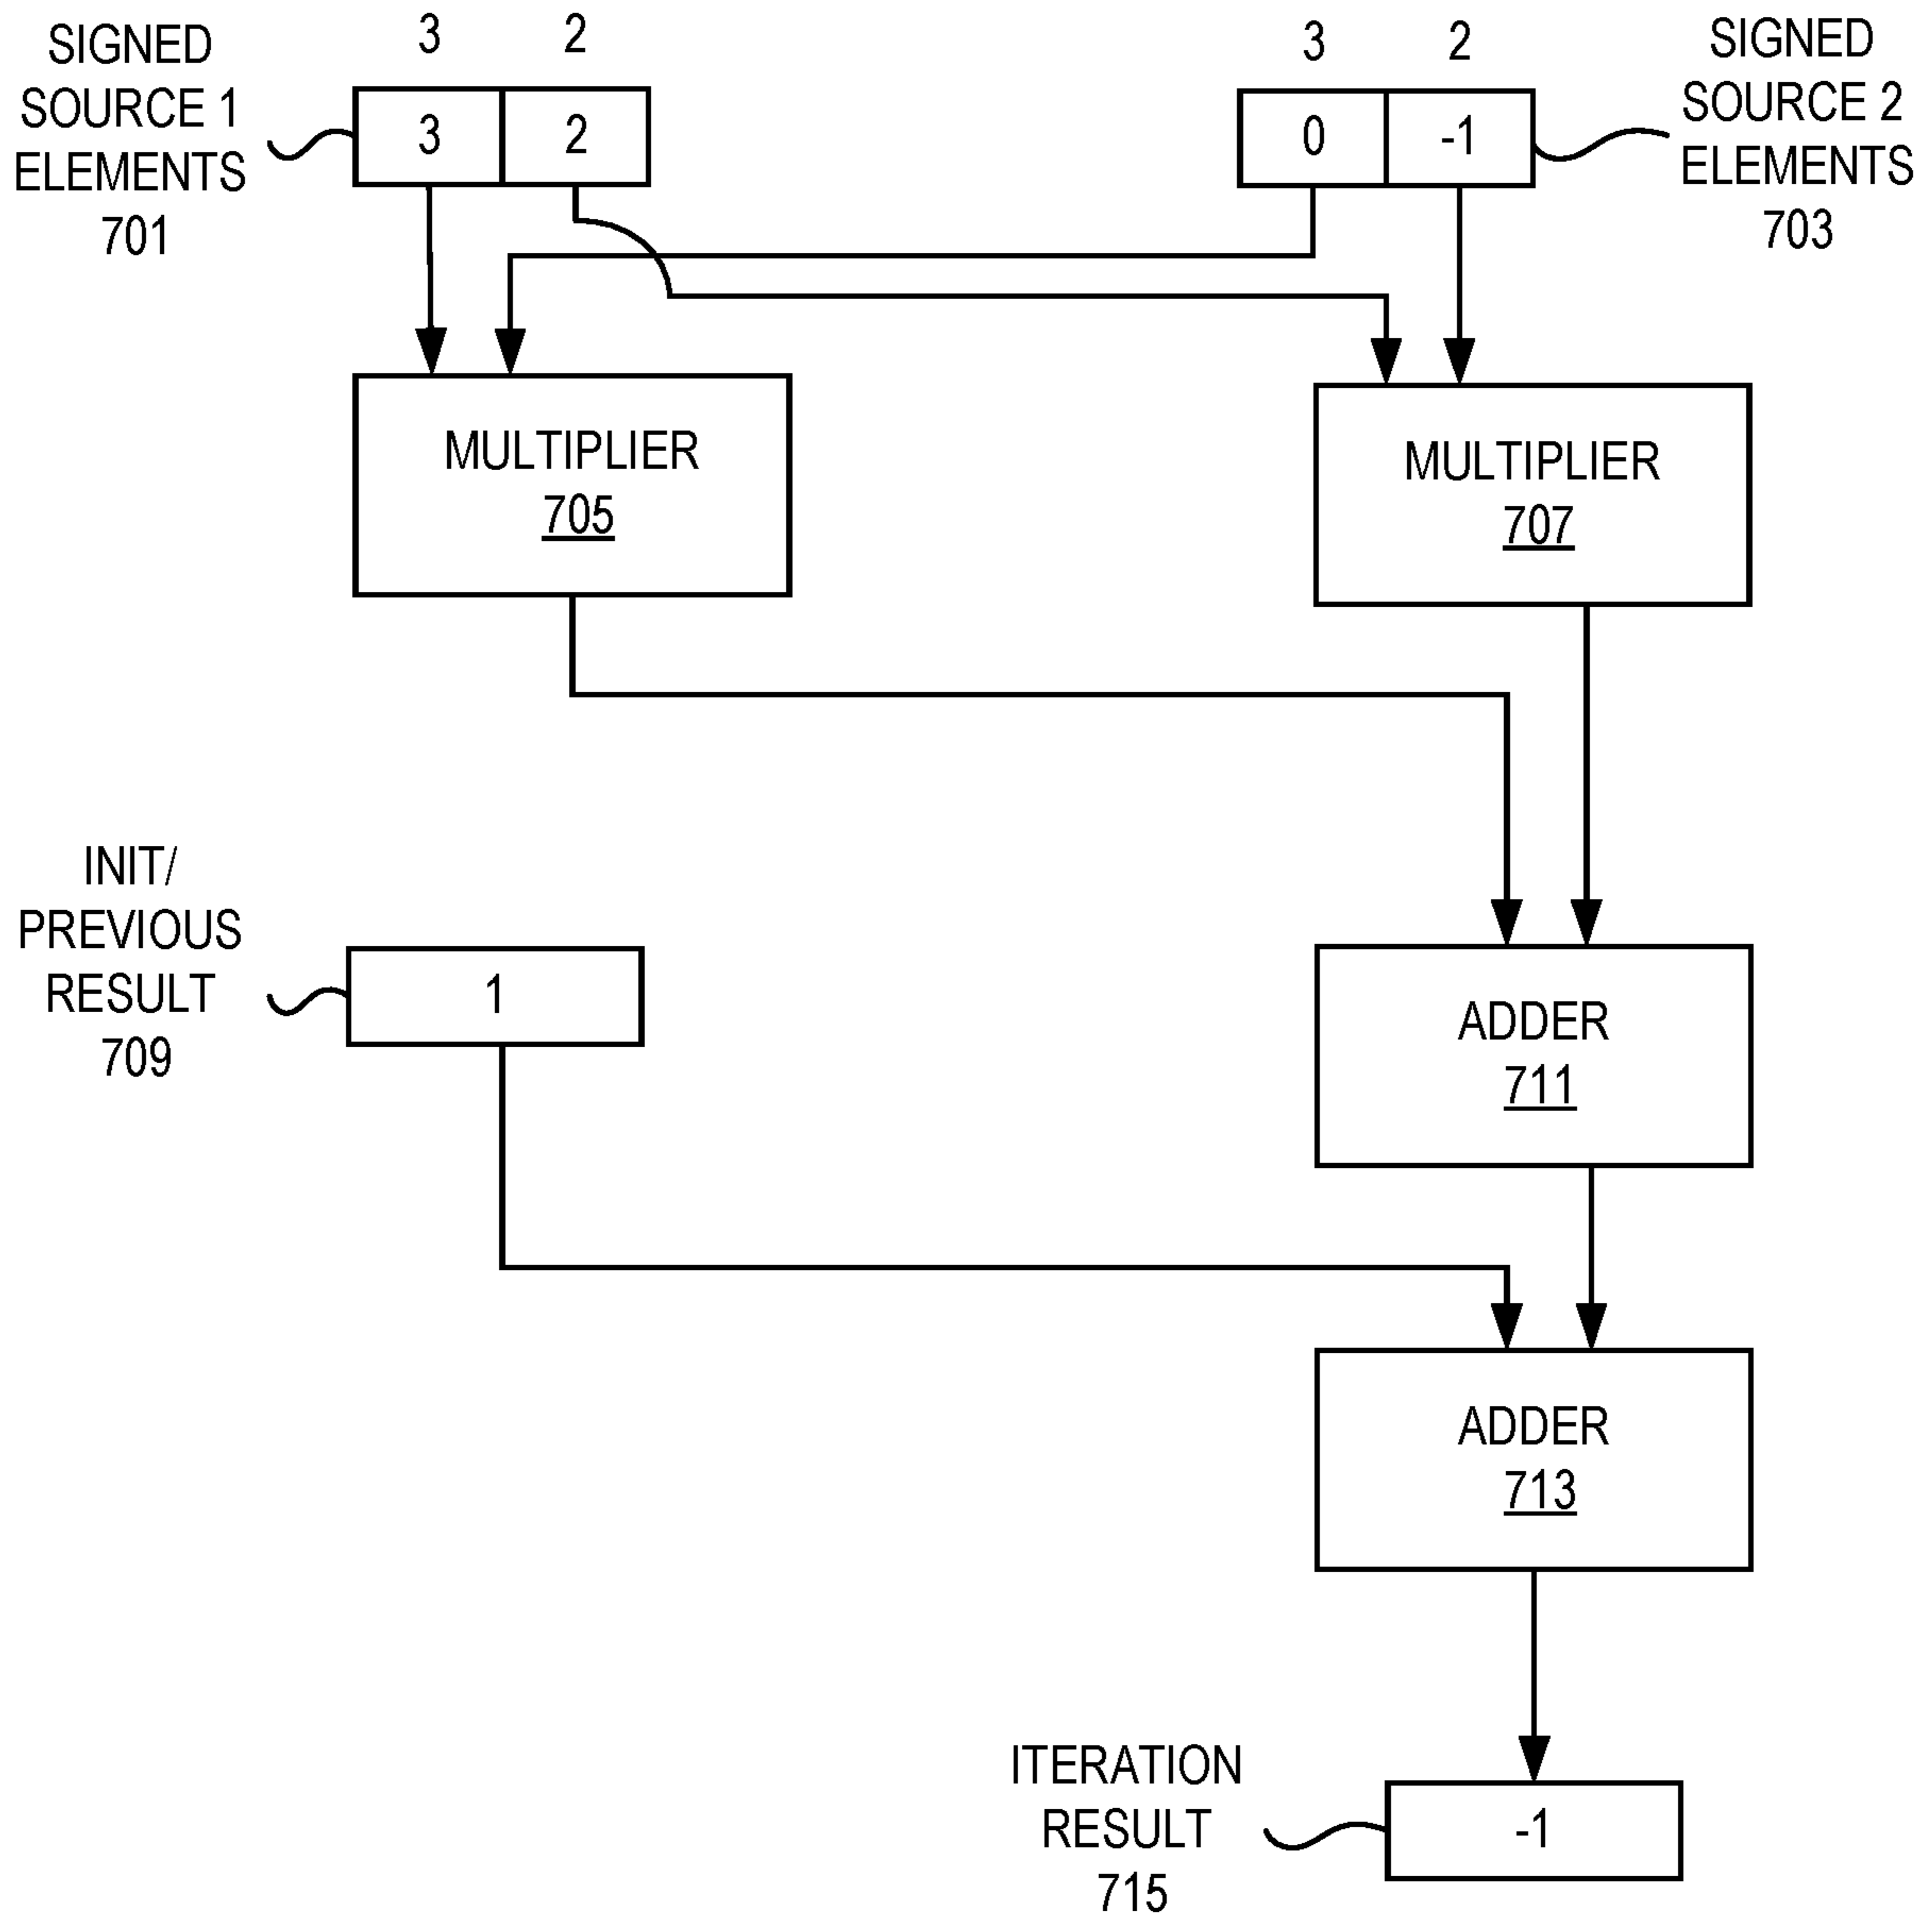 SIGNED
SOURCE 1
ELEMENTS
701
3 2
3 2
3 2
0 -1
SIGNED
SOURCE 2
ELEMENTS
703
MULTIPLIER
705
MULTIPLIER
707
INIT/
PREVIOUS
RESULT
709
1
ADDER
711
ADDER
713
ITERATION
RESULT
715
-1